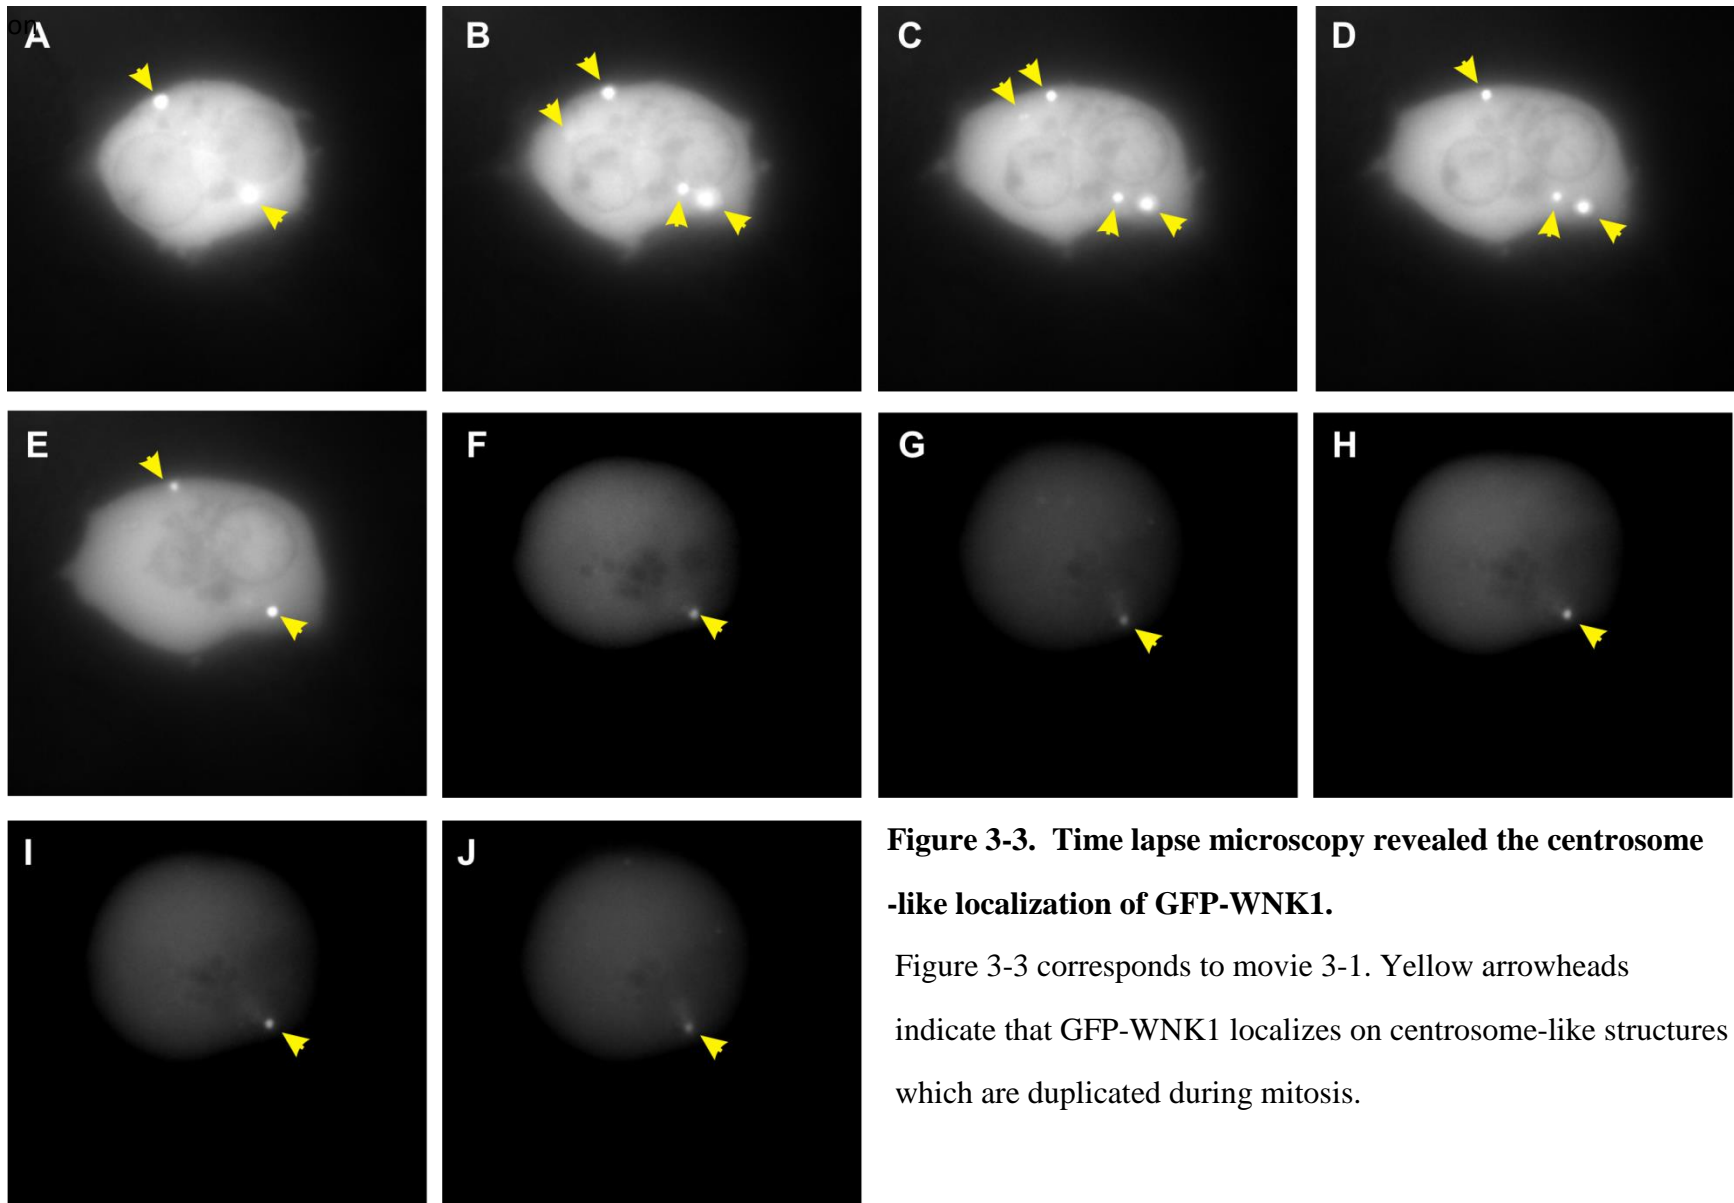 on
A
B
C
D
E
F
G
H
I
J
Figure 3-3. Time lapse microscopy revealed the centrosome
-like localization of GFP-WNK1.
Figure 3-3 corresponds to movie 3-1. Yellow arrowheads
indicate that GFP-WNK1 localizes on centrosome-like structures
which are duplicated during mitosis.